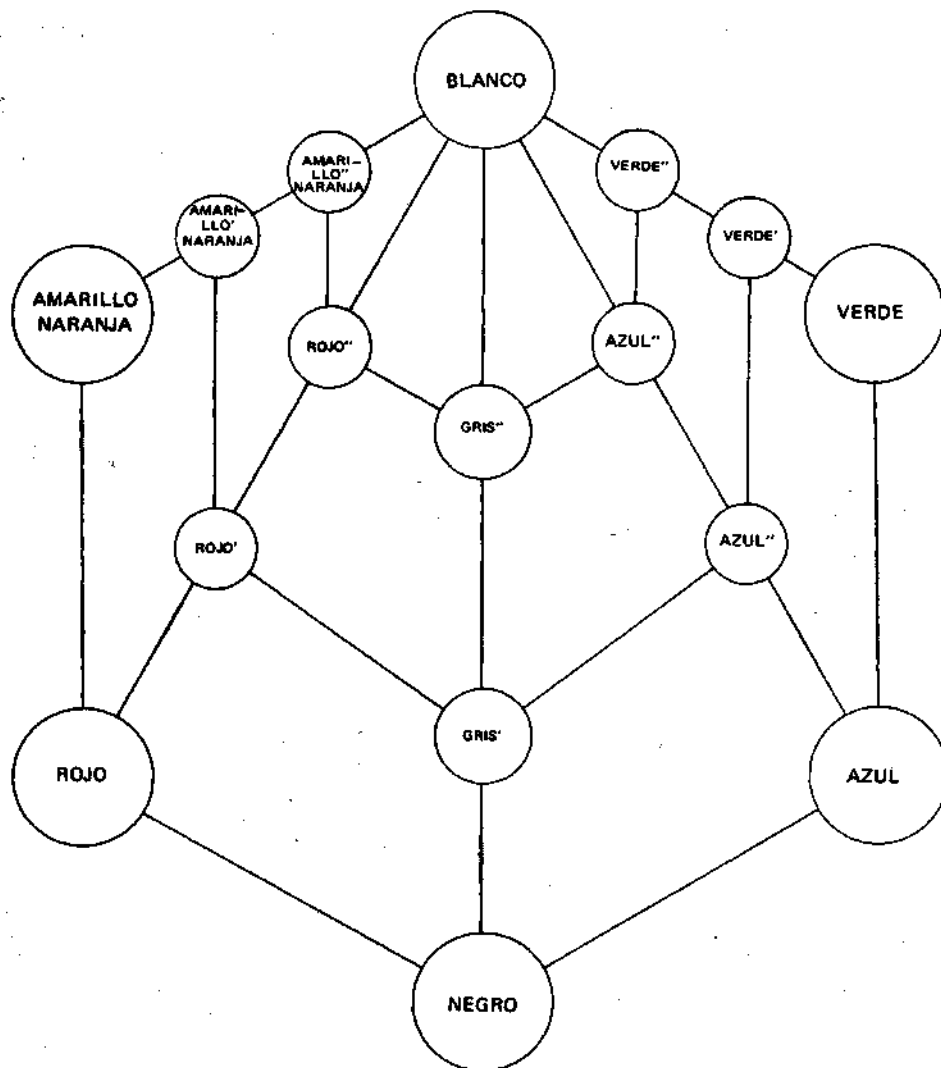 BLANCO
AMARI-
LLO"
NARANJA
VERDE"
AMARI-
LLO'
NARANJA
VERDE'
AMARILLO
NARANJA
VERDE
ROJO"
AZUL"
GRIS"
ROJO'
AZUL"
GRIS'
ROJO
AZUL
NEGRO